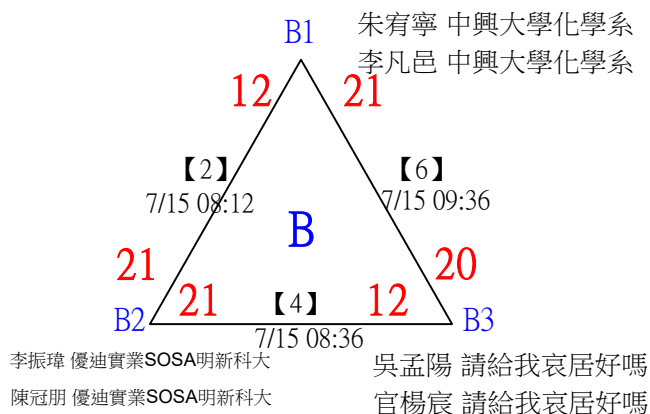 B1
朱宥寧 中興大學化學系
李凡邑 中興大學化學系
12
21
【2】
7/15 08:12
【6】
7/15 09:36
B
21
20
21
【4】
12
B2
7/15 08:36
B3
李振瑋 優迪實業SOSA明新科大
吳孟陽 請給我哀居好嗎
陳冠朋 優迪實業SOSA明新科大
官楊宸 請給我哀居好嗎